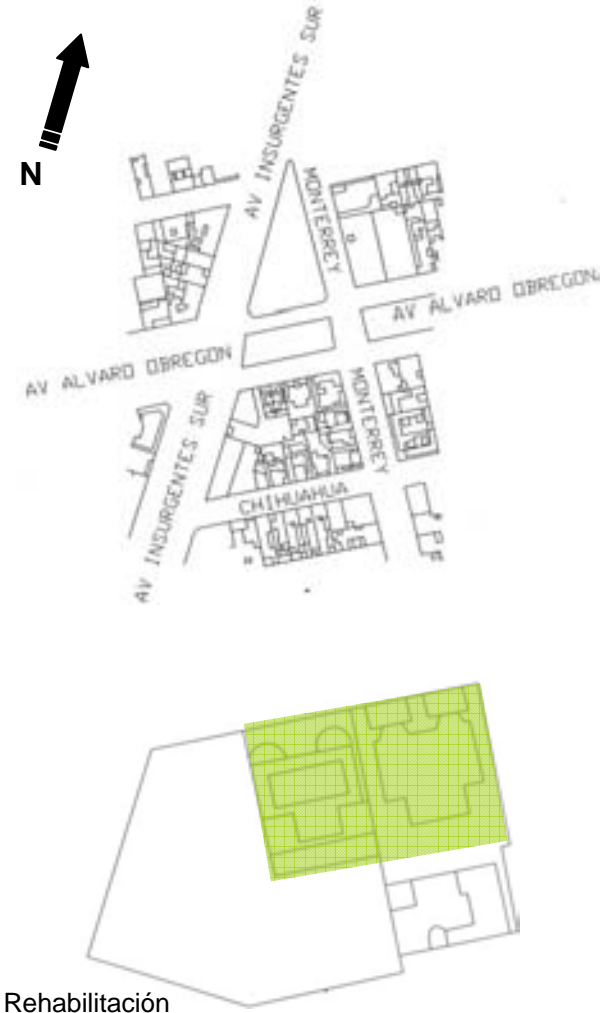 N
AV INSURGENTES SUR
MONTERREY
AV ALVARO OBREGON
AV ALVARO OBREGON
MONTERREY
AV INSURGENTES SUR
CHIHUAHUA
Rehabilitación